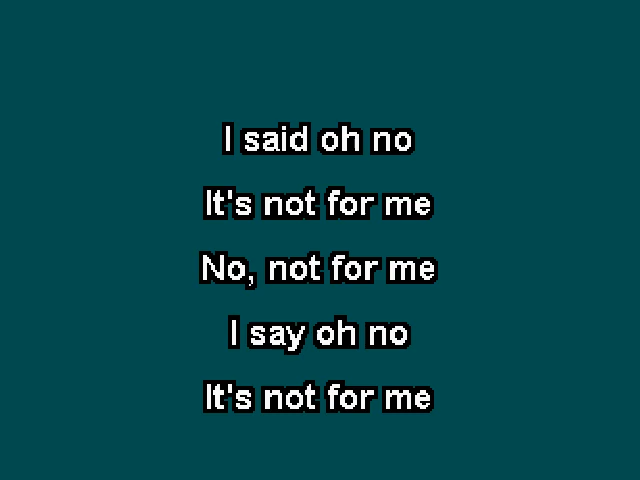 I said oh no
It's not for me
No, not for me
I say oh no
It's not for me